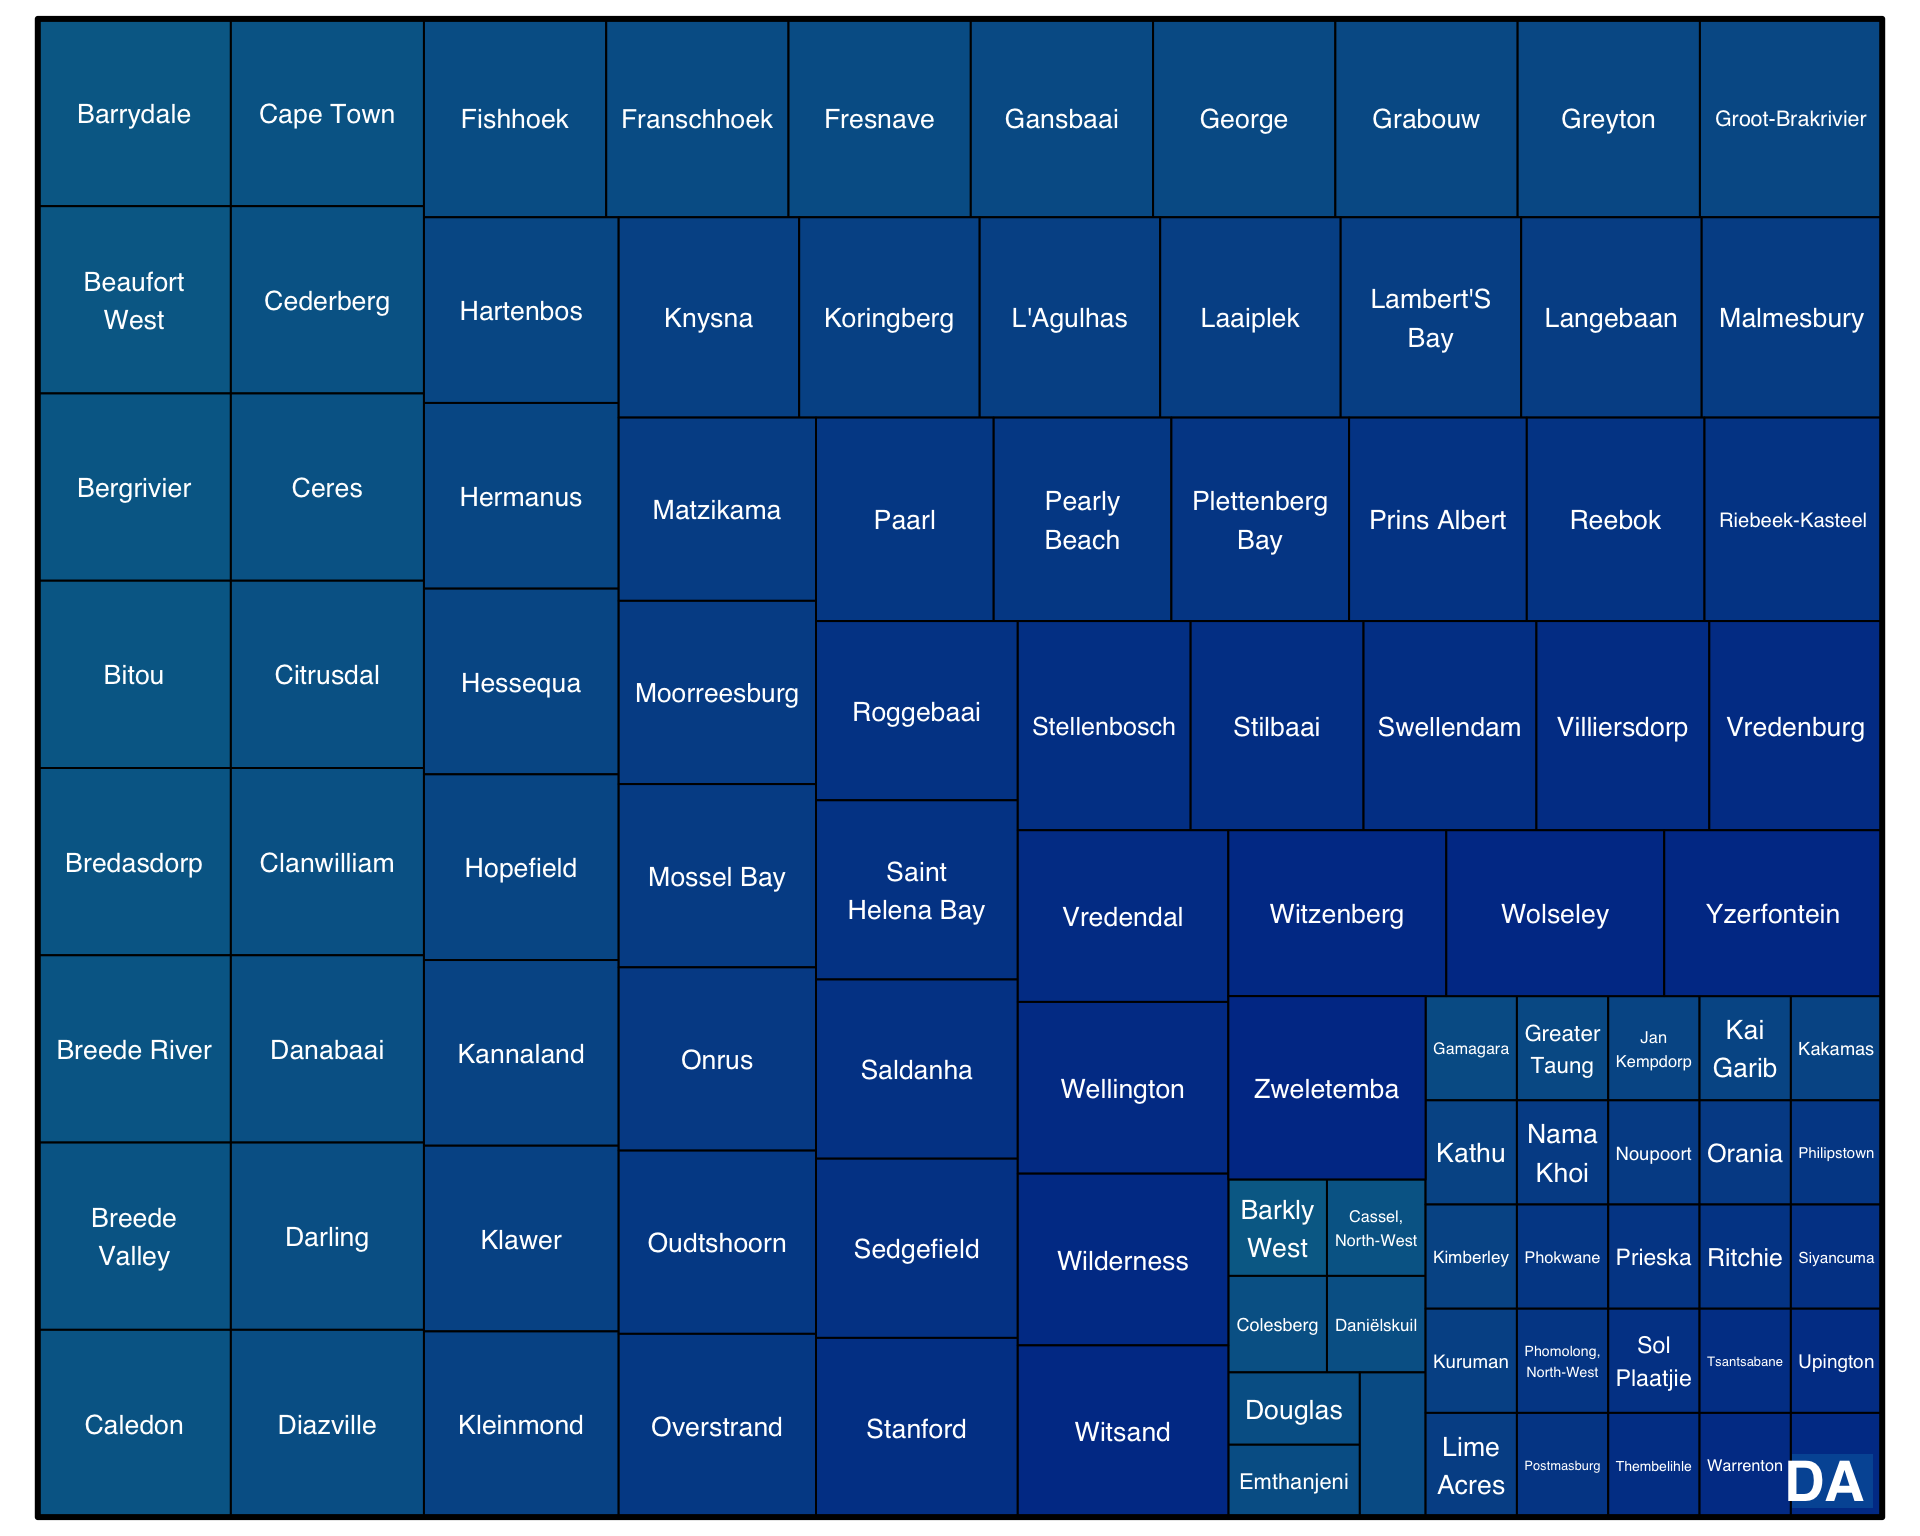 Barrydale
Cape Town
Fishhoek
Franschhoek
Fresnave
Gansbaai
George
Grabouw
Greyton
Groot-Brakrivier
Beaufort
West
Cederberg
Hartenbos
Knysna
Koringberg
L'Agulhas
Laaiplek
Lambert'S
Bay
Langebaan
Malmesbury
Bergrivier
Ceres
Hermanus
Matzikama
Paarl
Pearly
Beach
Plettenberg
Bay
Prins Albert
Reebok
Riebeek-Kasteel
Bitou
Citrusdal
Hessequa
Moorreesburg
Roggebaai
Stellenbosch
Stilbaai
Swellendam
Villiersdorp
Vredenburg
Bredasdorp
Clanwilliam
Hopefield
Mossel Bay
Saint
Helena Bay
Vredendal
Witzenberg
Wolseley
Yzerfontein
Breede River
Danabaai
Kannaland
Onrus
Saldanha
Wellington
Zweletemba
Gamagara
Greater
Taung
Jan
Kempdorp
Kai
Garib
Kakamas
Kathu
Nama
Khoi
Noupoort
Orania
Philipstown
Breede
Valley
Darling
Klawer
Oudtshoorn
Sedgefield
Wilderness
Barkly
West
Cassel,
North-West
Kimberley
Phokwane
Prieska
Ritchie
Siyancuma
Colesberg
Daniëlskuil
Kuruman
Phomolong,
North-West
Sol
Plaatjie
Tsantsabane
Upington
Caledon
Diazville
Kleinmond
Overstrand
Stanford
Witsand
Douglas
Emthanjeni
Lime
Acres
Postmasburg
Thembelihle
Warrenton
DA